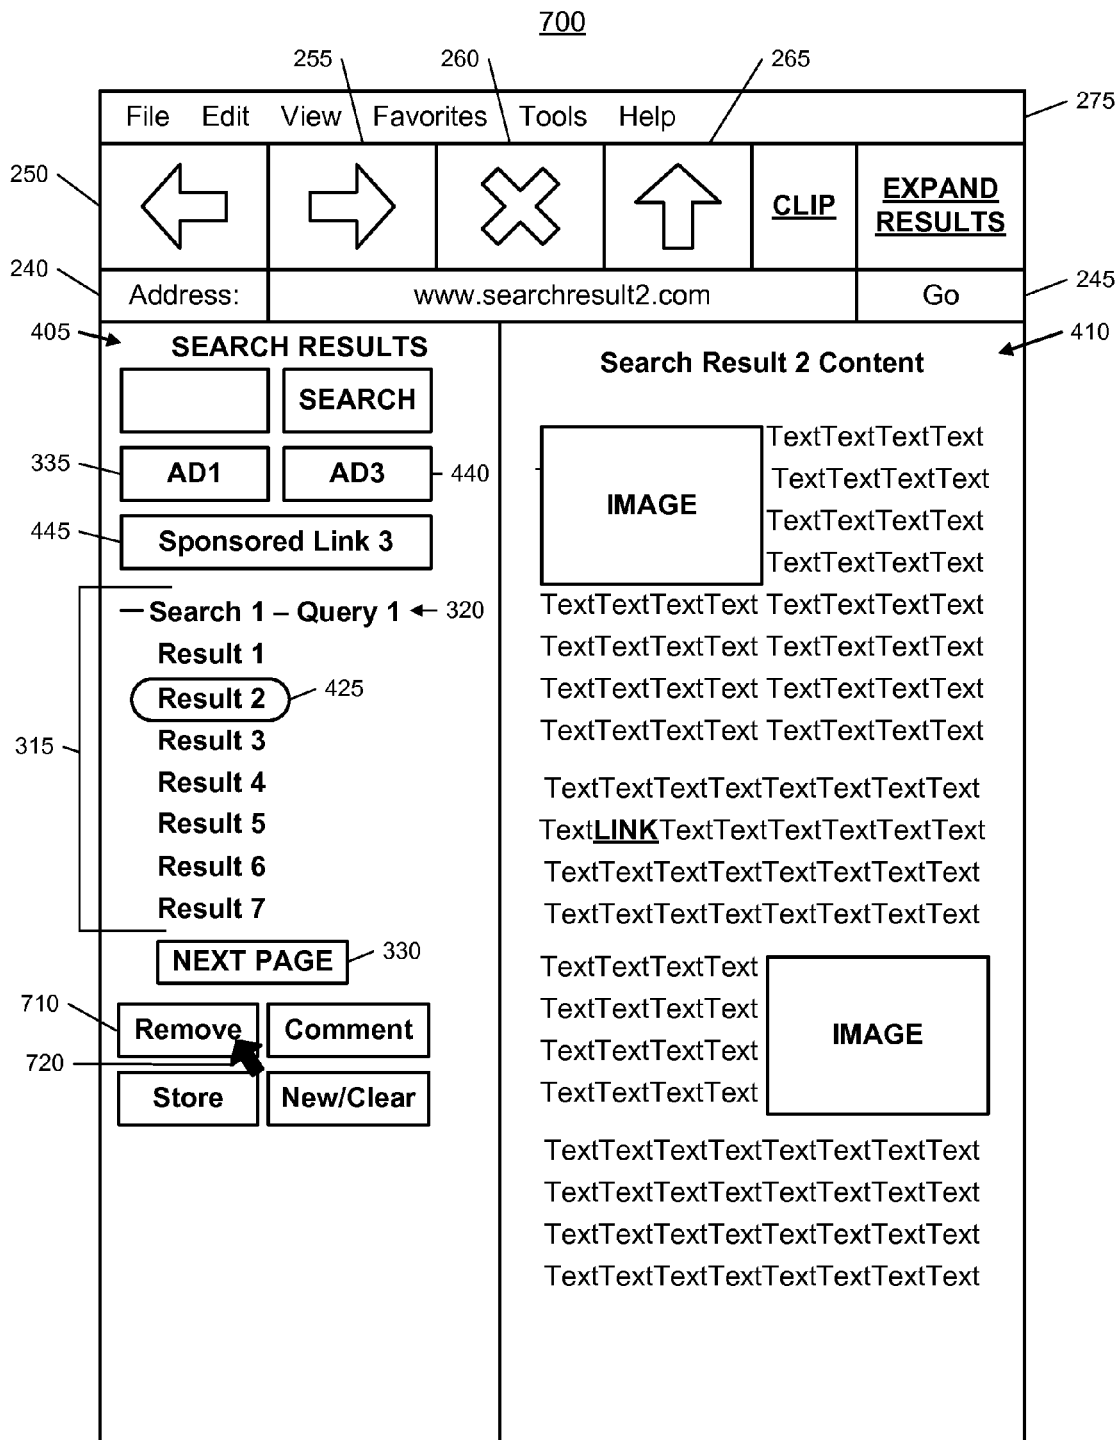 700
255 260 265
File Edit View Favorites Tools Help 275
250 CLIP EXPAND
RESULTS
240 Address: www.searchresult2.com Go 245
405 SEARCH RESULTS
SEARCH
335 AD1 AD3 440
445 Sponsored Link 3
Search 1 – Query 1 320
Result 1
Result 2 425
315 Result 3
Result 4
Result 5
Result 6
Result 7
NEXT PAGE 330
710 Remove Comment
720
Store New/Clear
410
Search Result 2 Content
TextTextTextText
TextTextTextText
IMAGE
TextTextTextText
TextTextTextText
TextTextTextText TextTextTextText
TextTextTextText TextTextTextText
TextTextTextText TextTextTextText
TextTextTextText TextTextTextText
TextTextTextTextTextTextTextText
TextLINKTextTextTextTextTextText
TextTextTextTextTextTextTextText
TextTextTextTextTextTextTextText
TextTextTextText
TextTextTextText
IMAGE
TextTextTextText
TextTextTextText
TextTextTextTextTextTextTextText
TextTextTextTextTextTextTextText
TextTextTextTextTextTextTextText
TextTextTextTextTextTextTextText